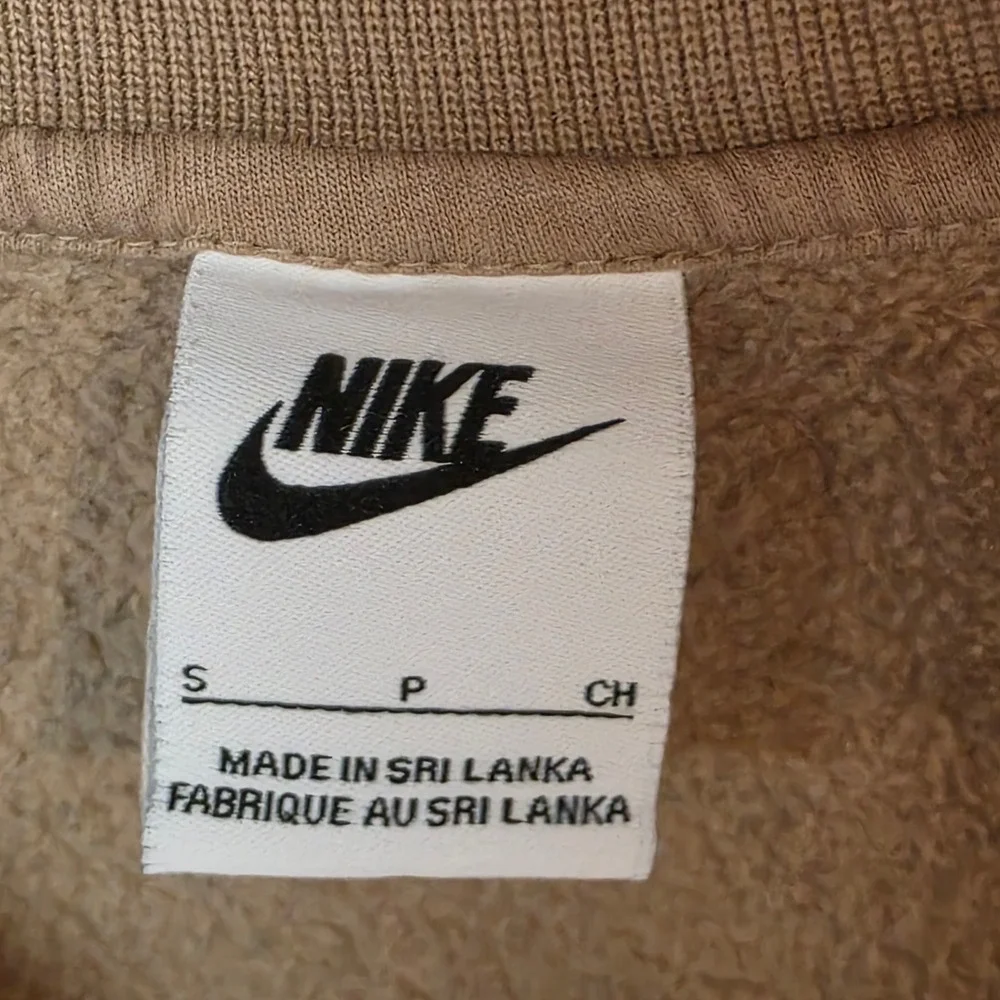 NIKE
S P CH
MADE IN SRI LANKA
FABRIQUE AU SRI LANKA